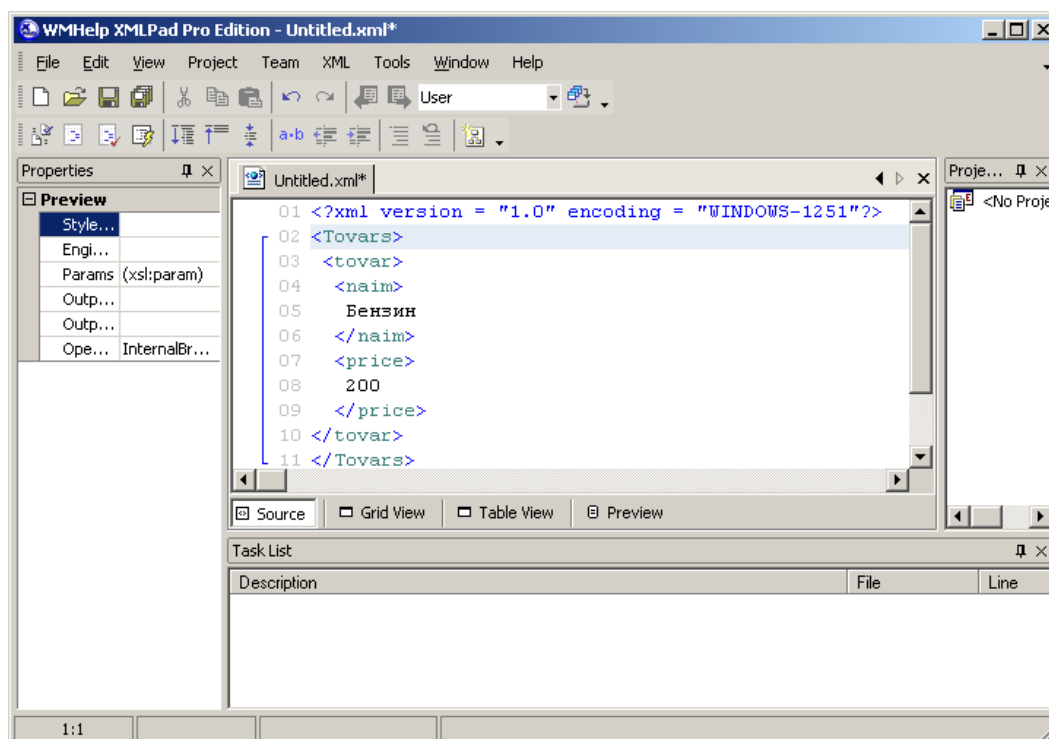 WMHelp XMLPad Pro Edition - Untitled.xml*
File Edit View Project Team XML Tools Window Help
User
a·b
Properties
Preview
Style...
Engi...
Params (xsl:param)
Outp...
Outp...
Ope... InternalBr...
Untitled.xml*
01 <?xml version = "1.0" encoding = "WINDOWS-1251"?>
02 <Tovars>
03 <tovar>
04 <naim>
05 Бензин
06 </naim>
07 <price>
08 200
09 </price>
10 </tovar>
11 </Tovars>
Source Grid View Table View Preview
Proje...
<No Proje
Task List
Description File Line
1:1